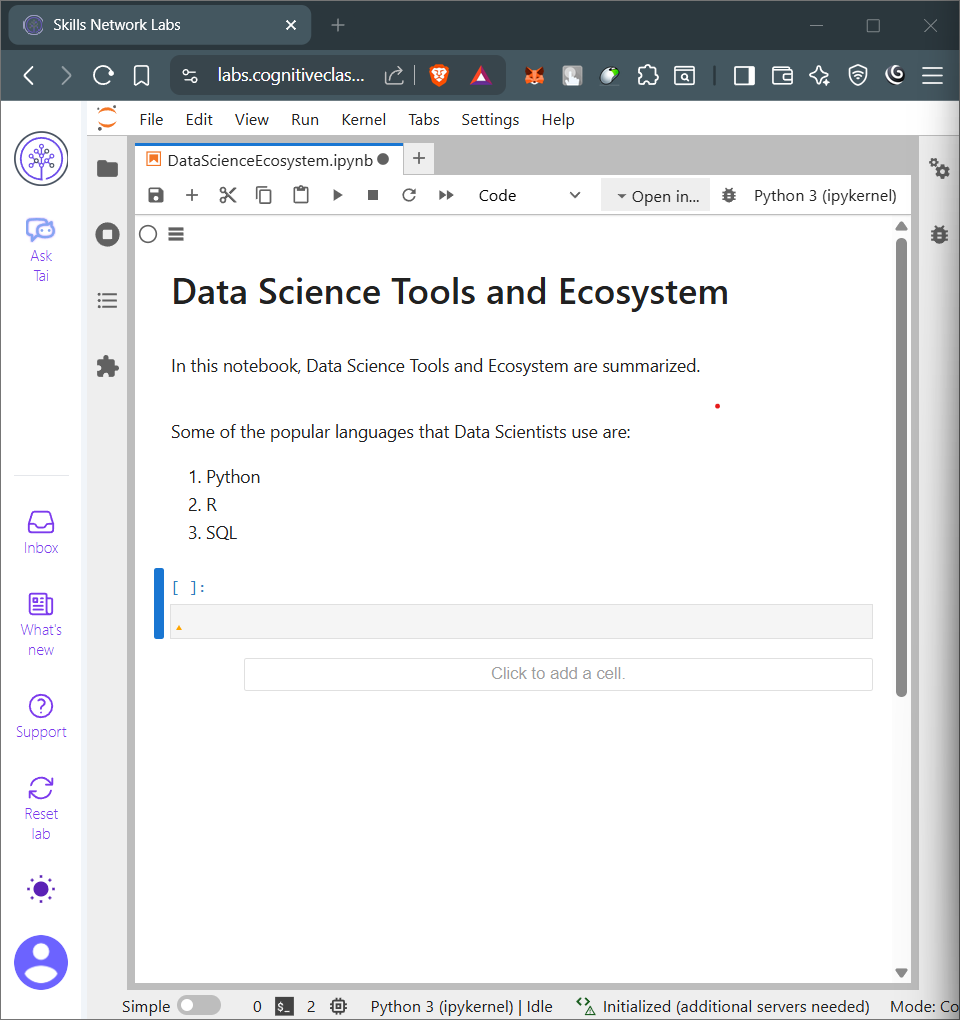 Skills Network Labs
labs.cognitiveclas...
File Edit View Run Kernel Tabs Settings Help
DataScienceEcosystem.ipynb
Code
Open in...
Python 3 (ipykernel)
Ask
Tai
Inbox
What's
new
Support
Reset
lab
Data Science Tools and Ecosystem
In this notebook, Data Science Tools and Ecosystem are summarized.
Some of the popular languages that Data Scientists use are:
1. Python
2. R
3. SQL
[ ]:
Click to add a cell.
Simple 0 $_ 2 Python 3 (ipykernel) | Idle Initialized (additional servers needed) Mode: Co